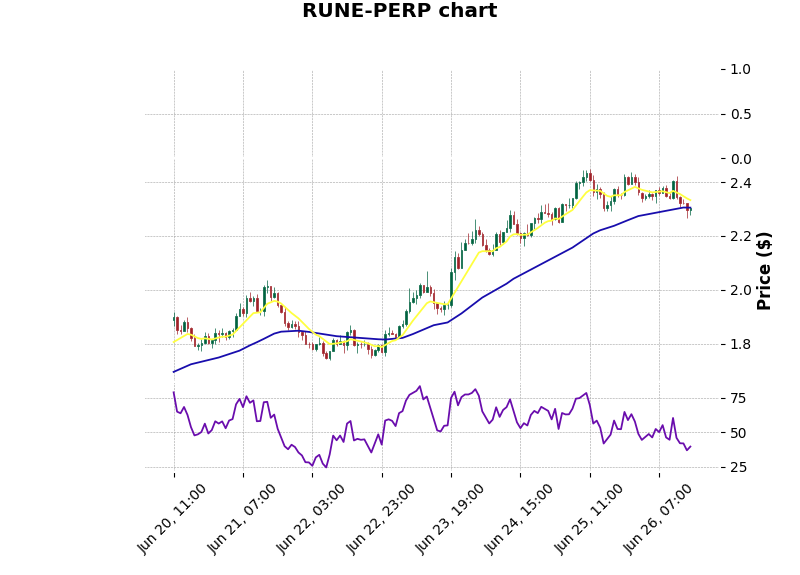 RUNE-PERP chart
1.0
0.5
0.0
2.4
2.2
2.0
1.8
75
50
25
Price ($)
Jun 20, 11:00
Jun 21, 07:00
Jun 22, 03:00
Jun 22, 23:00
Jun 23, 19:00
Jun 24, 15:00
Jun 25, 11:00
Jun 26, 07:00